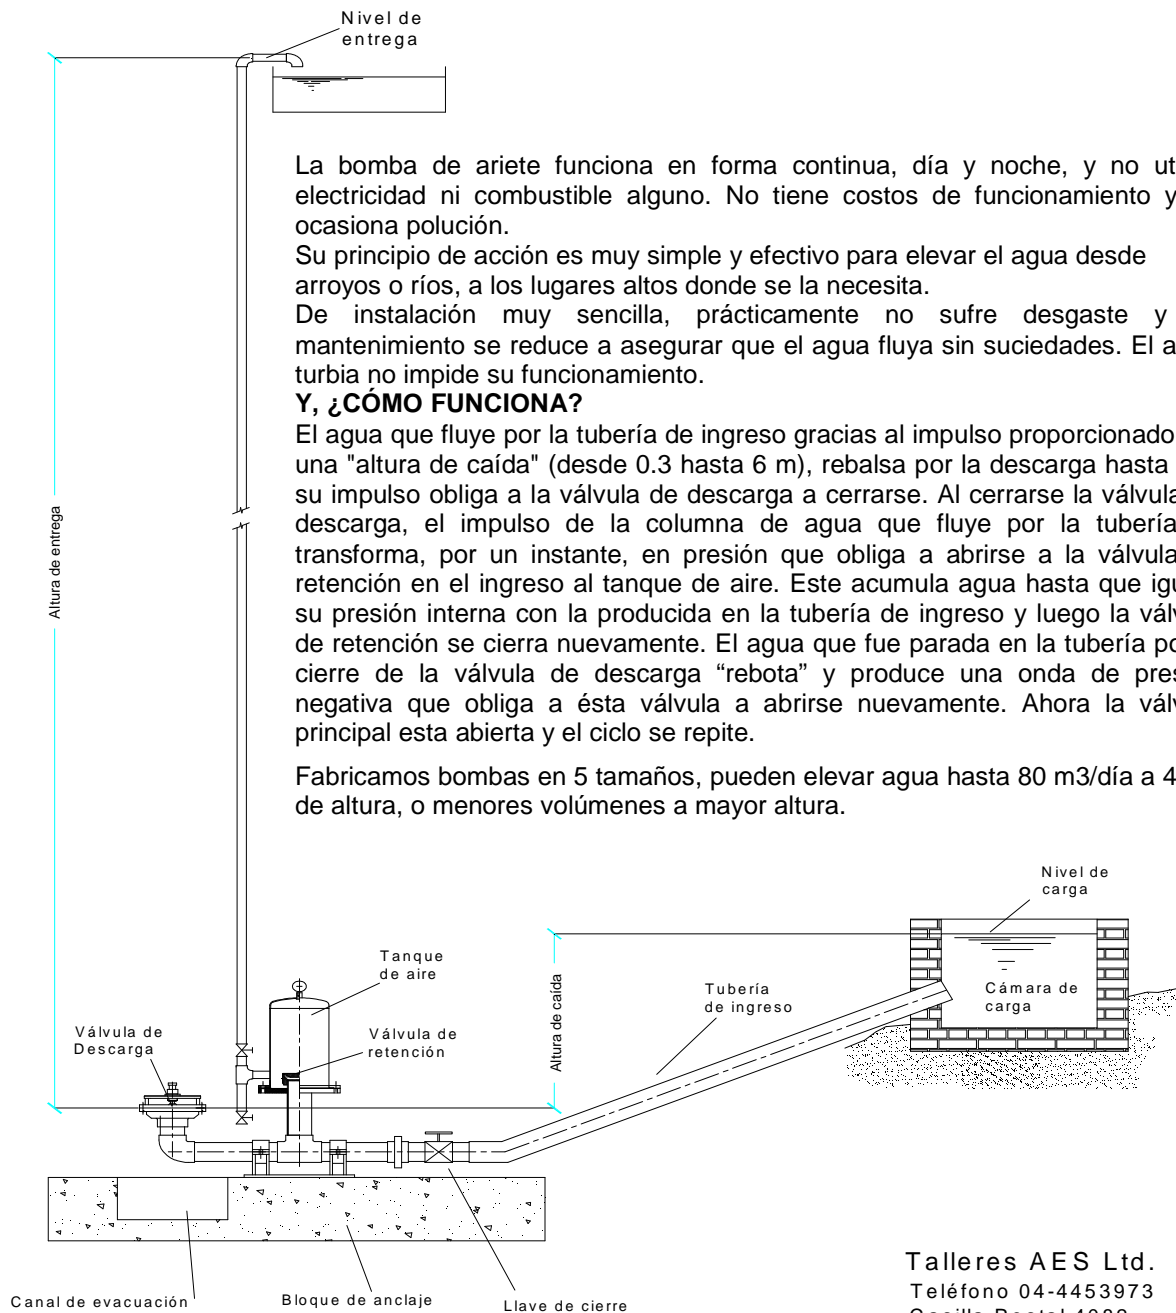 Nivel de
entrega
La bomba de ariete funciona en forma continua, día y noche, y no
electricidad ni combustible alguno. No tiene costos de funcionamiento y
ocasiona polución.
Su principio de acción es muy simple y efectivo para elevar el agua desde
arroyos o ríos, a los lugares altos donde se la necesita.
De instalación muy sencilla, prácticamente no sufre desgaste y
mantenimiento se reduce a asegurar que el agua fluya sin suciedades. El
turbia no impide su funcionamiento.
Y, ¿CÓMO FUNCIONA?
El agua que fluye por la tubería de ingreso gracias al impulso proporcionado
una "altura de caída" (desde 0.3 hasta 6 m), rebalsa por la descarga hasta
su impulso obliga a la válvula de descarga a cerrarse. Al cerrarse la válvula
descarga, el impulso de la columna de agua que fluye por la tubería
transforma, por un instante, en presión que obliga a abrirse a la válvula
retención en el ingreso al tanque de aire. Este acumula agua hasta que
su presión interna con la producida en la tubería de ingreso y luego la
de retención se cierra nuevamente. El agua que fue parada en la tubería
cierre de la válvula de descarga “rebota” y produce una onda de
negativa que obliga a ésta válvula a abrirse nuevamente. Ahora la
principal esta abierta y el ciclo se repite.
Fabricamos bombas en 5 tamaños, pueden elevar agua hasta 80 m3/día a
de altura, o menores volúmenes a mayor altura.
Altura de entrega
Nivel de
carga
Tanque
de aire
Altura de caída
Tubería
de ingreso
Cámara de
carga
Válvula de
Descarga
Válvula de
retención
Talleres AES Ltd.
Teléfono 04-4453973
Canal de evacuación
Bloque de anclaje
Llave de cierre